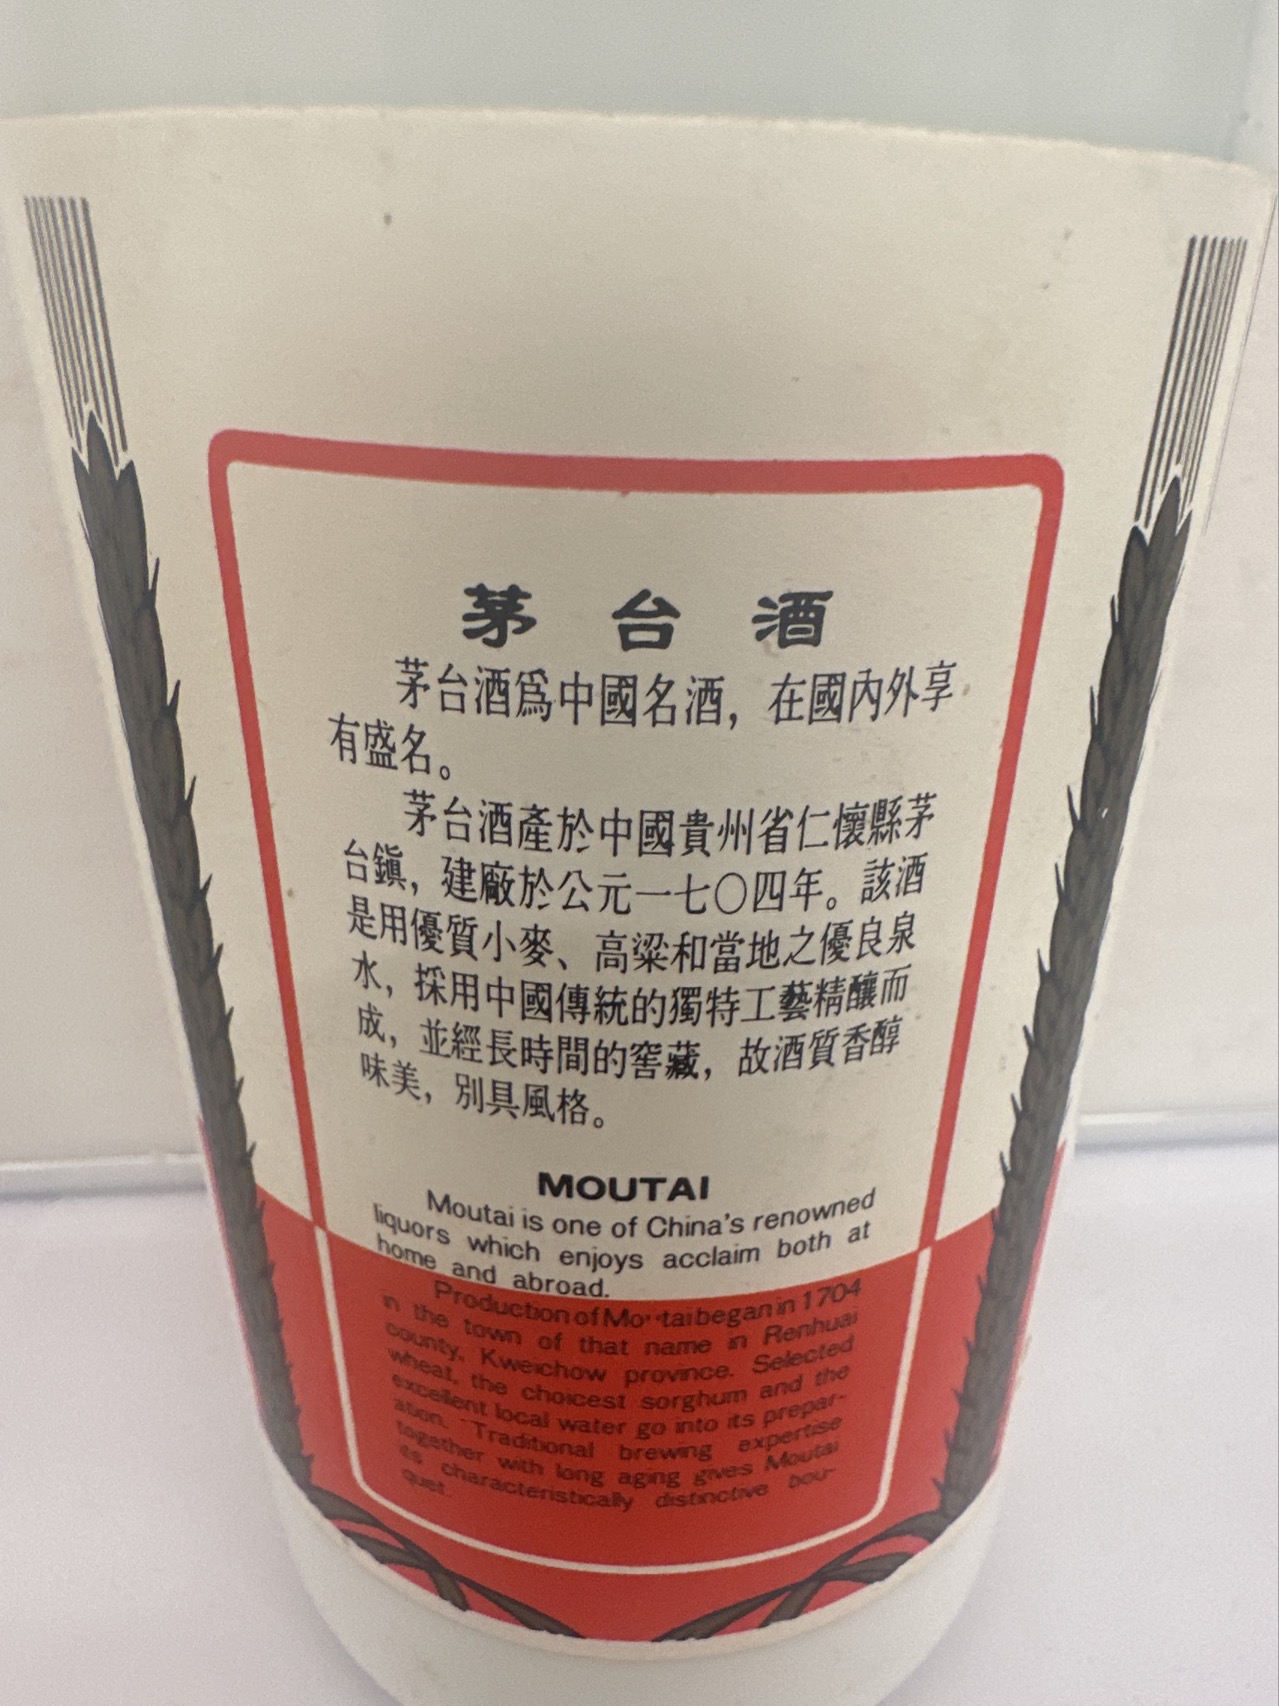 茅台酒
茅台酒爲中國名酒，在國內外享
有盛名。
茅台酒產於中國貴州省仁懷縣茅
台鎭，建廠於公元一七〇四年。該酒
是用優質小麥、高粱和當地之優良泉
水，採用中國傳統的獨特工藝精釀而
成，並經長時間的窖藏，故酒質香醇
味美，別具風格。
MOUTAI
Moutai is one of China's renowned
liquors which enjoys acclaim both at
home and abroad.
Production of Moutai began in 1704
in the town of that name in Renhuai
county, Kweichow province. Selected
wheat, the choicest sorghum and the
excellent local water go into its prepar-
ation. Traditional brewing expertise
together with long aging gives Moutai
its characteristically distinctive bou-
quet.